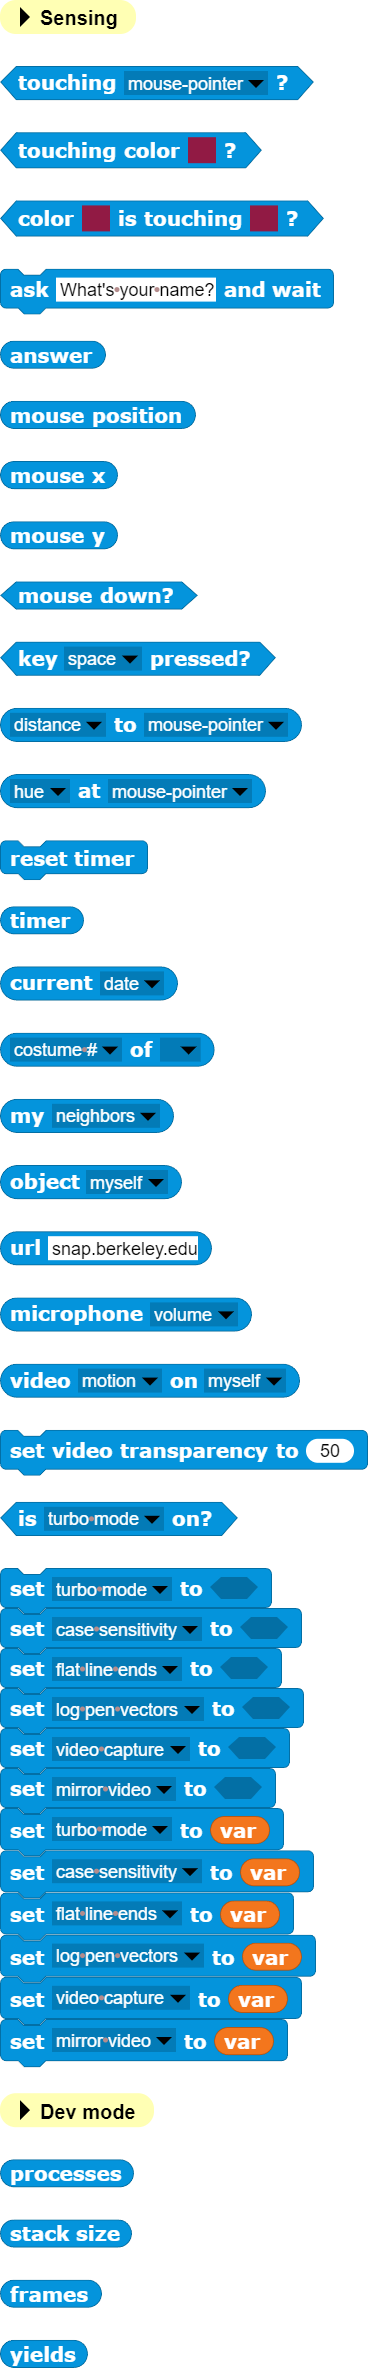 Sensing
touching mouse-pointer ?
touching color ?
color is touching ?
ask What's your name? and wait
answer
mouse position
mouse x
mouse y
mouse down?
key space pressed?
distance to mouse-pointer
hue at mouse-pointer
reset timer
timer
current date
costume # of
my neighbors
object myself
url snap.berkeley.edu
microphone volume
video motion on myself
set video transparency to 50
is turbo mode on?
set turbo mode to
set case sensitivity to
set flat line ends to
set log pen vectors to
set video capture to
set mirror video to
set turbo mode to var
set case sensitivity to var
set flat line ends to var
set log pen vectors to var
set video capture to var
set mirror video to var
Dev mode
processes
stack size
frames
yields